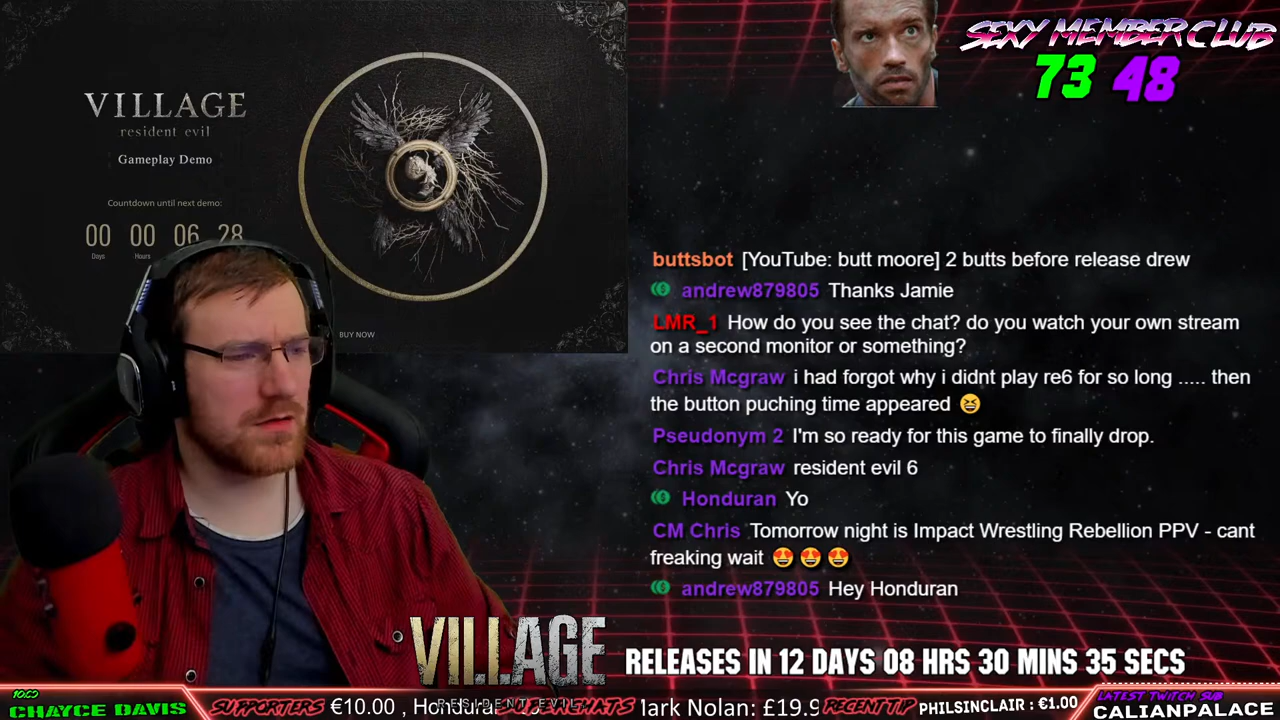 VILLAGE
resident evil
Gameplay Demo
Countdown until next demo:
00 00 06 28
Days Hours
BUY NOW
SEXY MEMBER CLUB
73 48
buttsbot [YouTube: butt moore] 2 butts before release drew
andrew879805 Thanks Jamie
LMR_1 How do you see the chat? do you watch your own stream
on a second monitor or something?
Chris Mcgraw i had forgot why i didnt play re6 for so long ..... then
the button puching time appeared 😆
Pseudonym 2 I'm so ready for this game to finally drop.
Chris Mcgraw resident evil 6
Honduran Yo
CM Chris Tomorrow night is Impact Wrestling Rebellion PPV - cant
freaking wait 😍 😍 😍
andrew879805 Hey Honduran
VILLAGE
RESIDENT EVIL
RELEASES IN 12 DAYS 08 HRS 30 MINS 35 SECS
CHAYCE DAVIS
SUPPORTERS
€10.00 , Hondura
Mark Nolan: £19.9
RECENT TIP
PHILSINCLAIR : €1.00
LATEST TWITCH SUB
CALIANPALACE